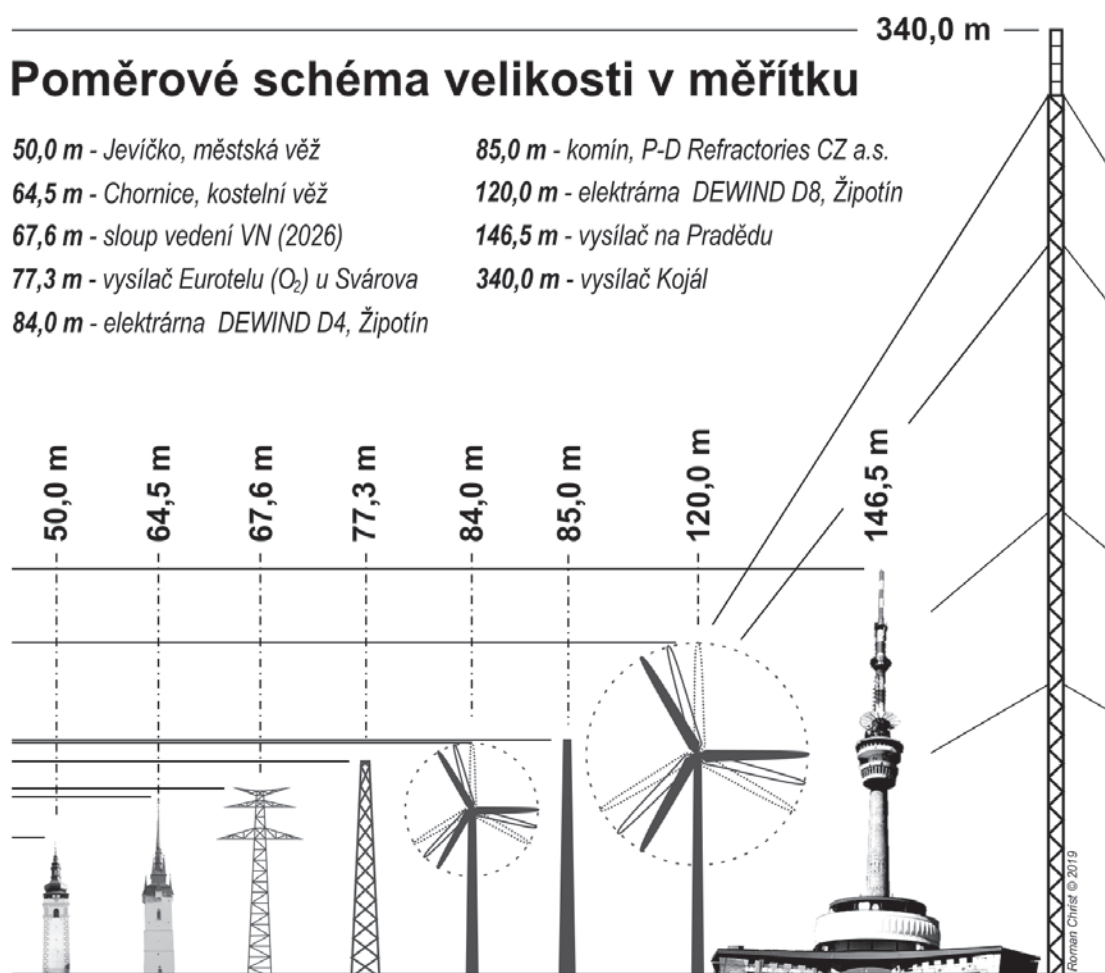 340,0 m
Poměrové schéma velikosti v měřítku
50,0 m - Jevíčko, městská věž
64,5 m - Chornice, kostelní věž
67,6 m - sloup vedení VN (2026)
77,3 m - vysílač Eurotelu (O₂) u Svárova
84,0 m - elektrárna DEWIND D4, Žipotín
85,0 m - komín, P-D Refractories CZ a.s.
120,0 m - elektrárna DEWIND D8, Žipotín
146,5 m - vysílač na Pradědu
340,0 m - vysílač Kojál
50,0 m
64,5 m
67,6 m
77,3 m
84,0 m
85,0 m
120,0 m
146,5 m
Roman Christ © 2019